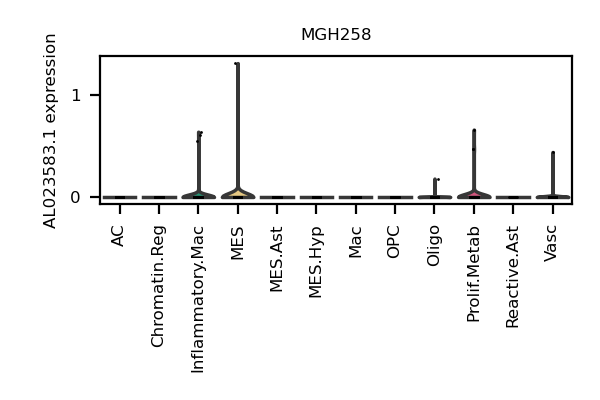 MGH258
AL023583.1 expression
1
0
AC
Chromatin.Reg
Inflammatory.Mac
MES
MES.Ast
MES.Hyp
Mac
OPC
Oligo
Prolif.Metab
Reactive.Ast
Vasc